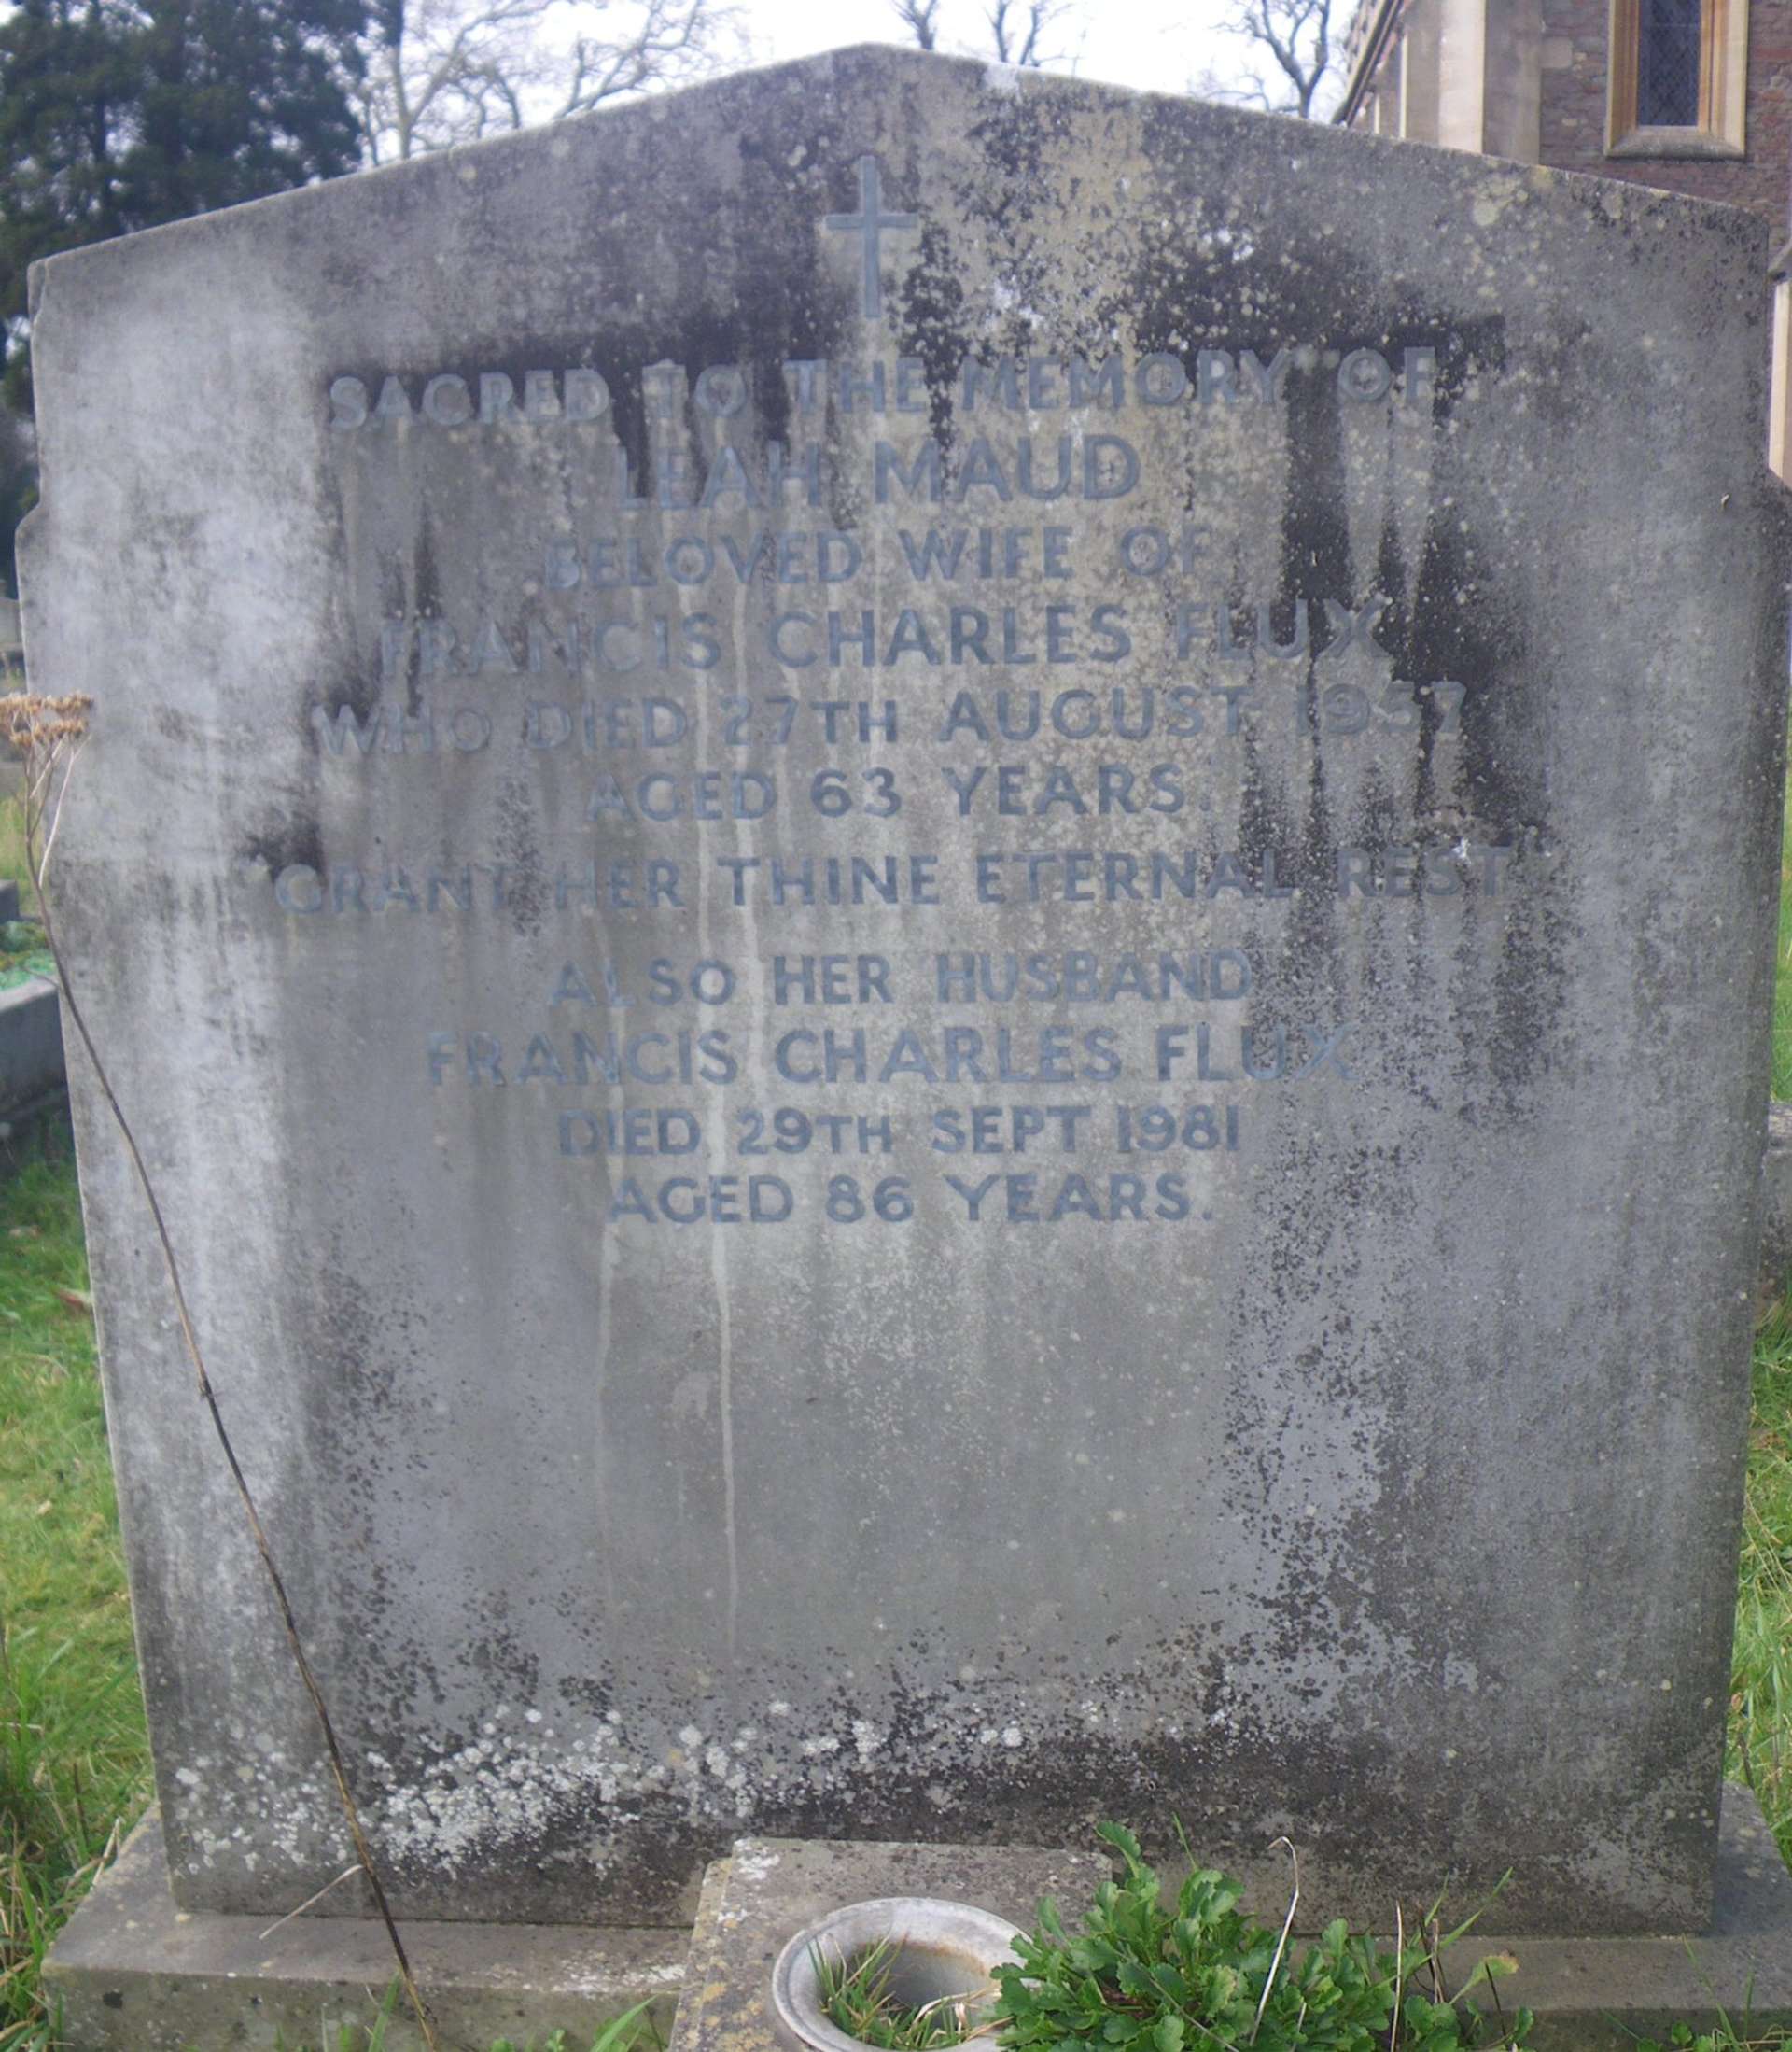 SACRED TO THE MEMORY OF
LEAH MAUD
BELOVED WIFE OF
FRANCIS CHARLES FLUX
WHO DIED 27TH AUGUST 1957
AGED 63 YEARS.
"GRANT HER THINE ETERNAL REST"
ALSO HER HUSBAND
FRANCIS CHARLES FLUX
DIED 29TH SEPT 1981
AGED 86 YEARS.